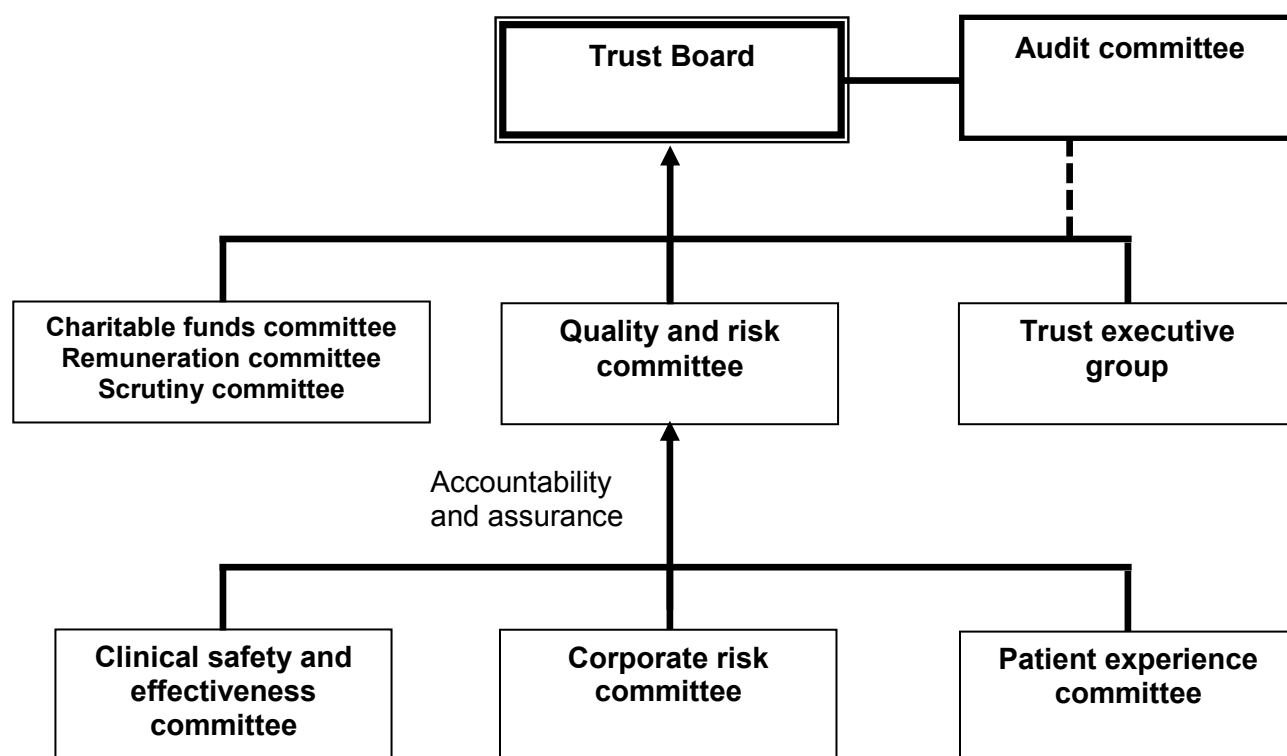 Trust Board
Audit committee
Charitable funds committee
Remuneration committee
Scrutiny committee
Quality and risk
committee
Trust executive
group
Accountability
and assurance
Clinical safety and
effectiveness
committee
Corporate risk
committee
Patient experience
committee